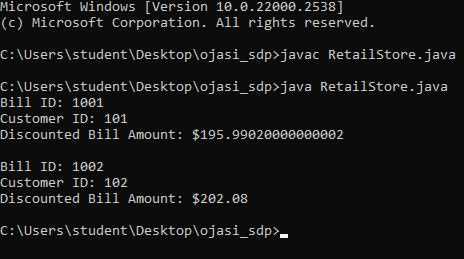 Microsoft Windows [Version 10.0.22000.2538]
(c) Microsoft Corporation. All rights reserved.
C:\Users\student\Desktop\ojasi_sdp>javac RetailStore.java
C:\Users\student\Desktop\ojasi_sdp>java RetailStore.java
Bill ID: 1001
Customer ID: 101
Discounted Bill Amount: $195.99020000000002
Bill ID: 1002
Customer ID: 102
Discounted Bill Amount: $202.08
C:\Users\student\Desktop\ojasi_sdp>